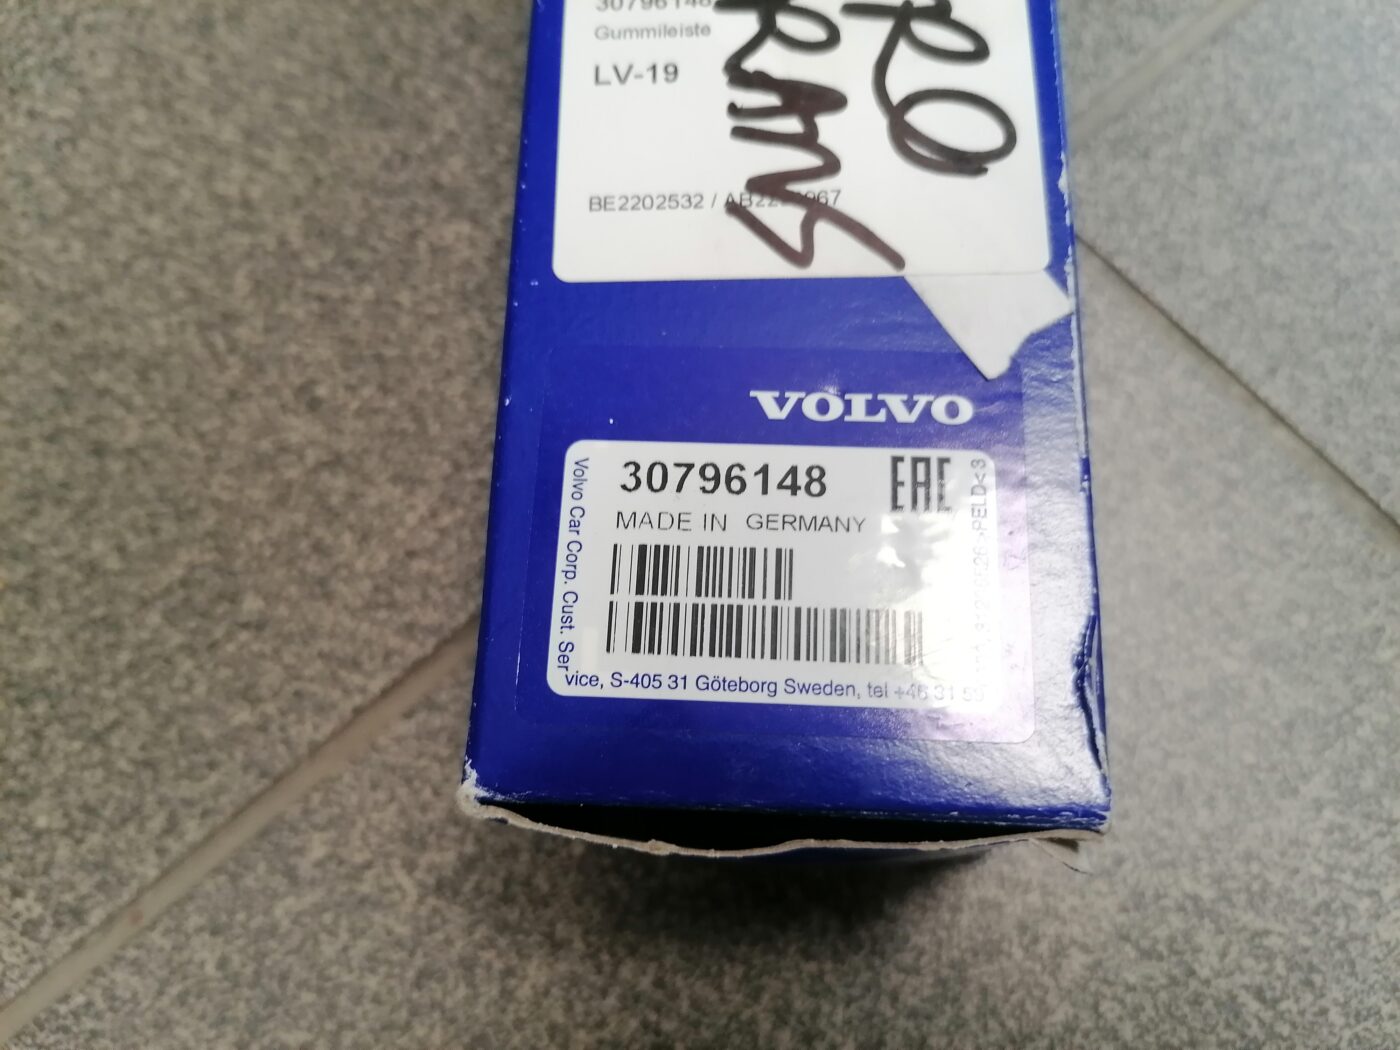 30796148
Gummileiste
LV-19
BE2202532 /
VOLVO
30796148
EAC
MADE IN GERMANY
Volvo Car Corp. Cust. Service, S-405 31 Göteborg Sweden, tel +46 31 59